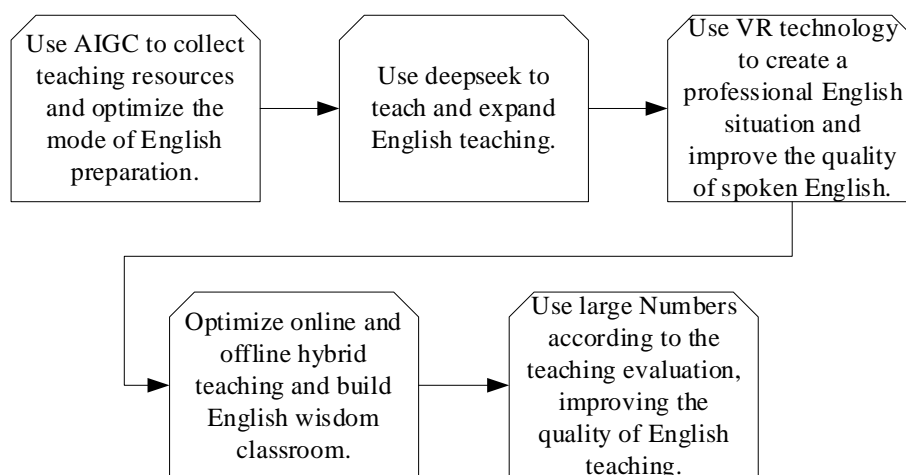 Use AIGC to collect
teaching resources
and optimize the
mode of English
preparation.
Use deepseek to
teach and expand
English teaching.
Use VR technology
to create a
professional English
situation and
improve the quality
of spoken English.
Optimize online and
offline hybrid
teaching and build
English wisdom
classroom.
Use large Numbers
according to the
teaching evaluation,
improving the
quality of English
teaching.